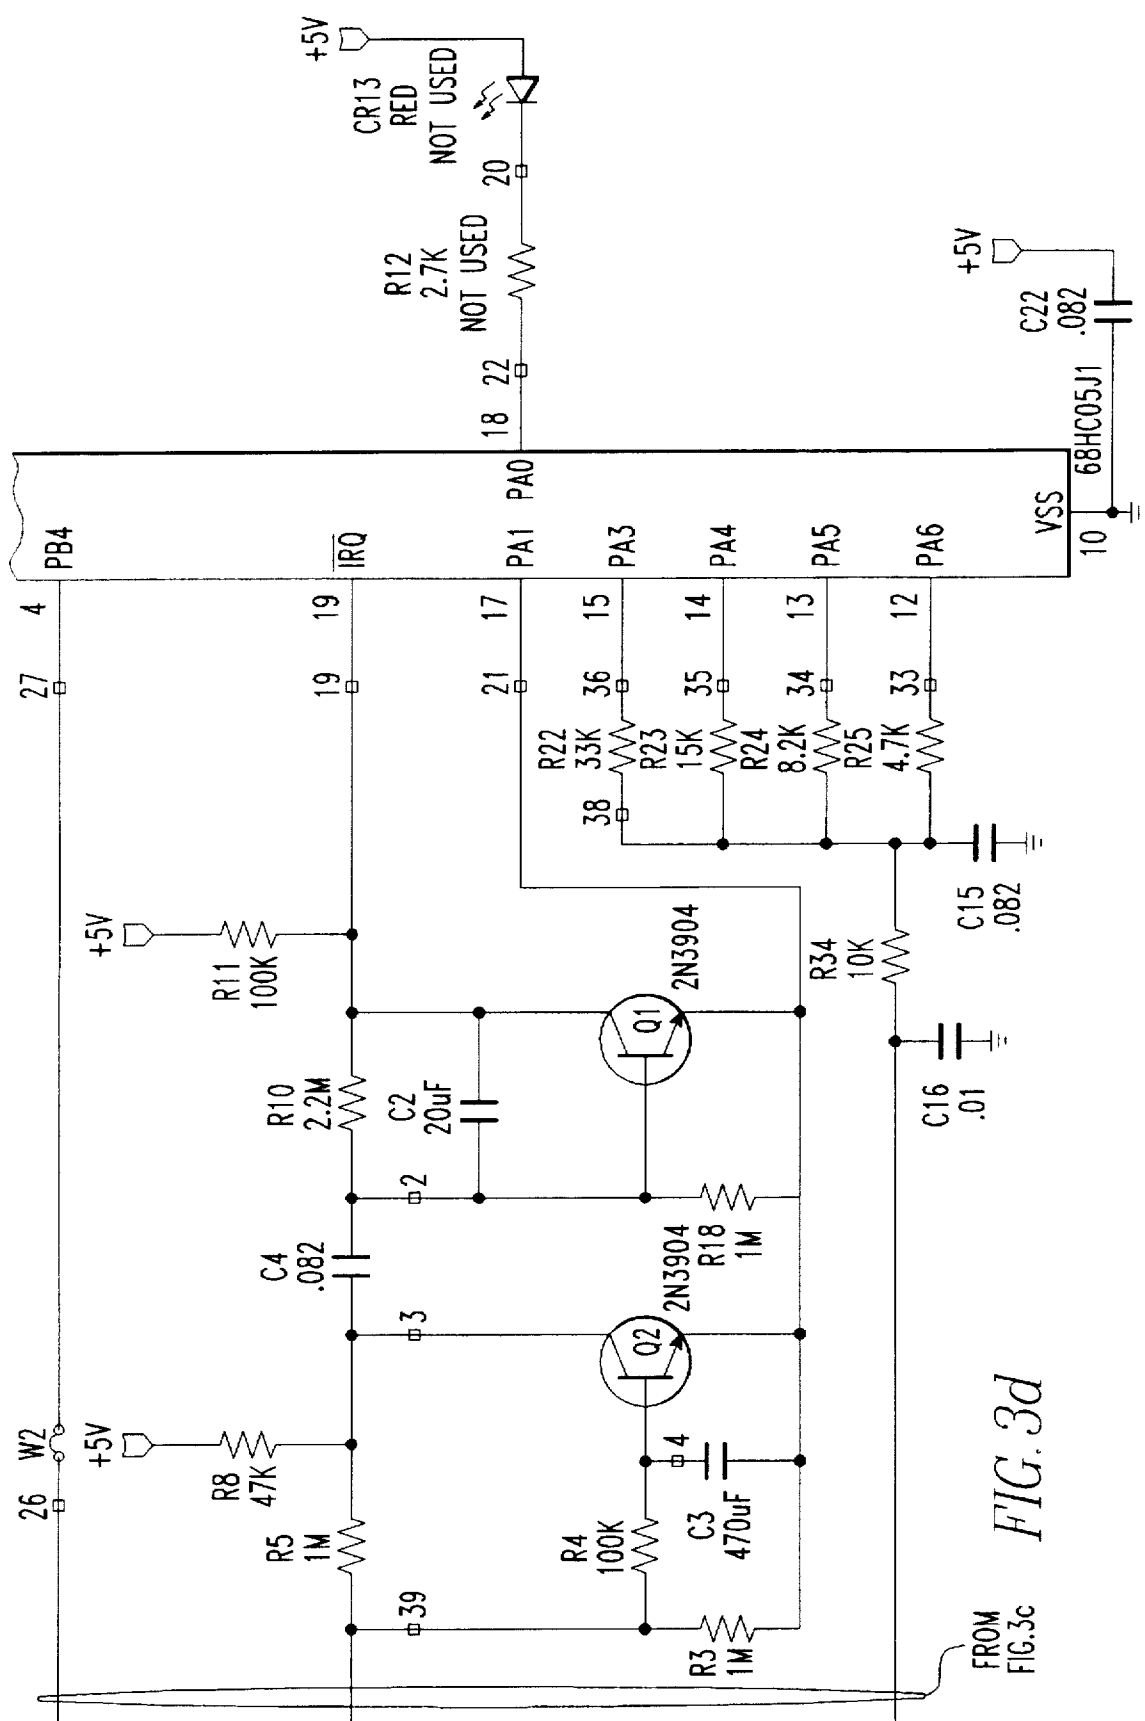 +5V
CR13
RED
NOT USED
20
R12
2.7K
NOT USED
22
18
+5V
C22
.082
68HC05J1
PB4
IRQ
PA1
PA0
PA3
PA4
PA5
PA6
VSS
10
4
19
17
15
14
13
12
27
19
21
36
35
34
33
R22
33K
R23
15K
R24
8.2K
R25
4.7K
38
+5V
R11
100K
C15
.082
R34
10K
2N3904
Q1
R10
2.2M
C2
20uF
C16
.01
2
C4
.082
R18
1M
2N3904
Q2
3
W2
26
+5V
R8
47K
R5
1M
4
C3
470uF
R4
100K
39
R3
1M
FIG. 3d
FROM
FIG.3c